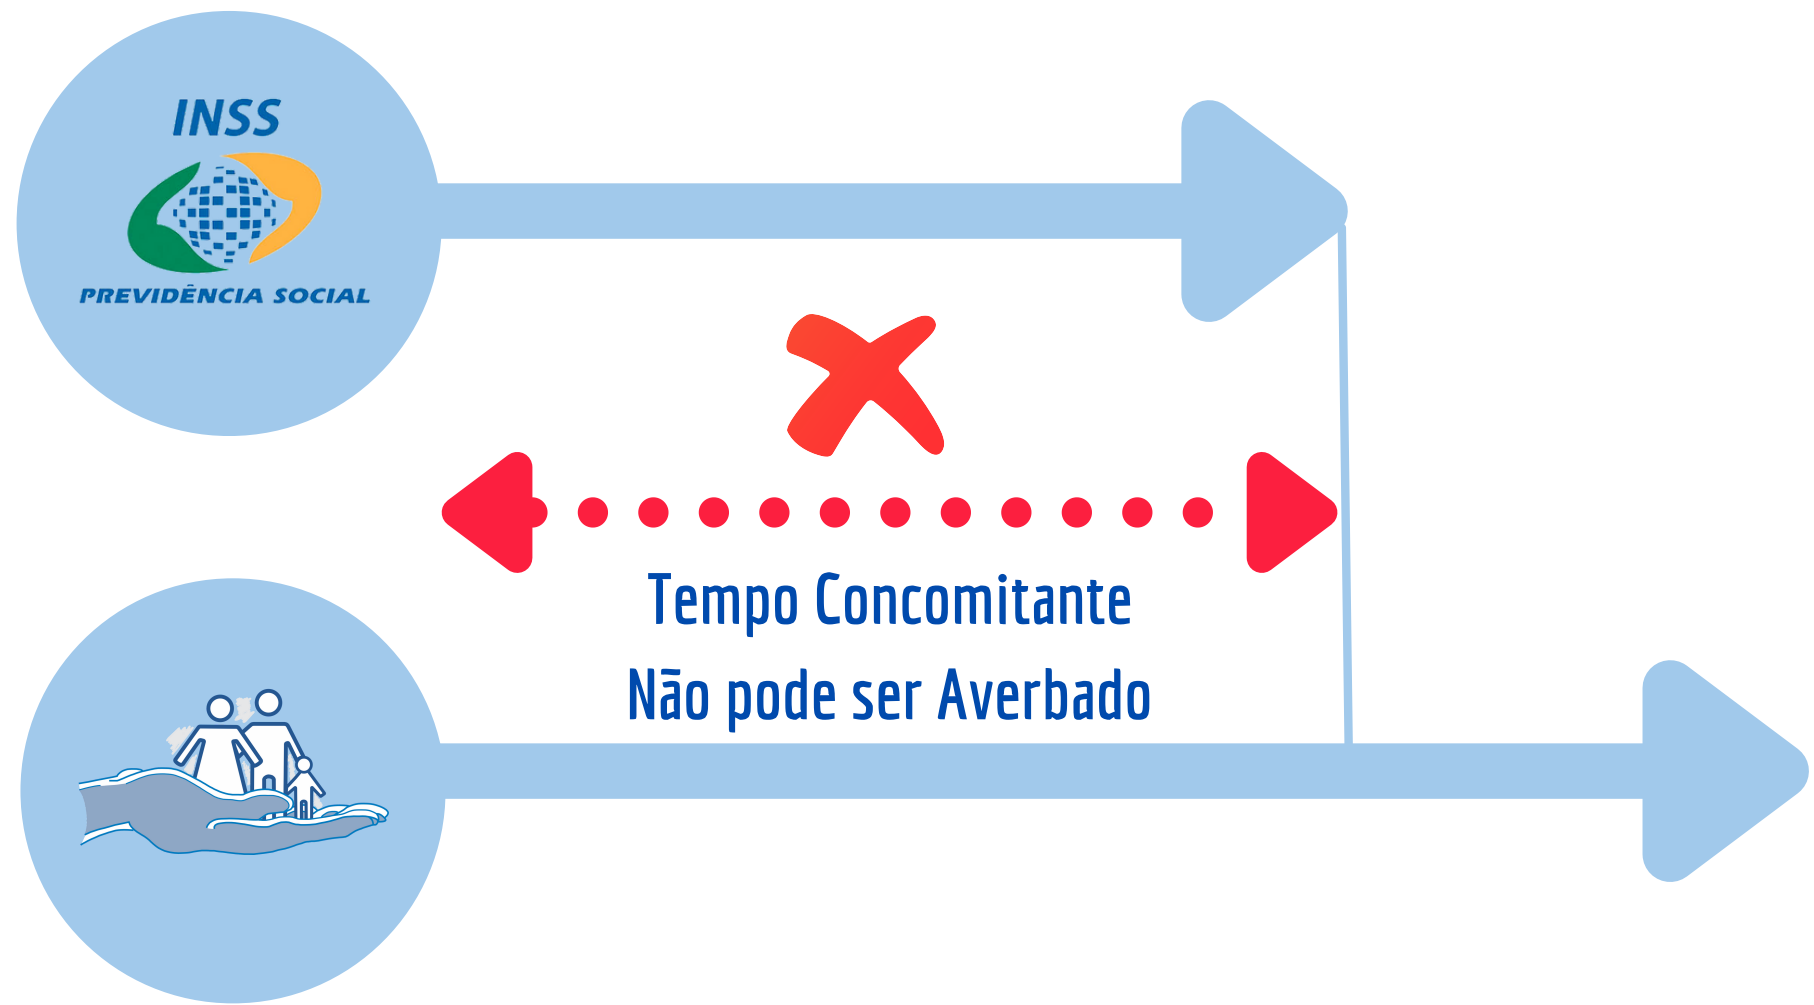 INSS
PREVIDÊNCIA SOCIAL
Tempo Concomitante
Não pode ser Averbado